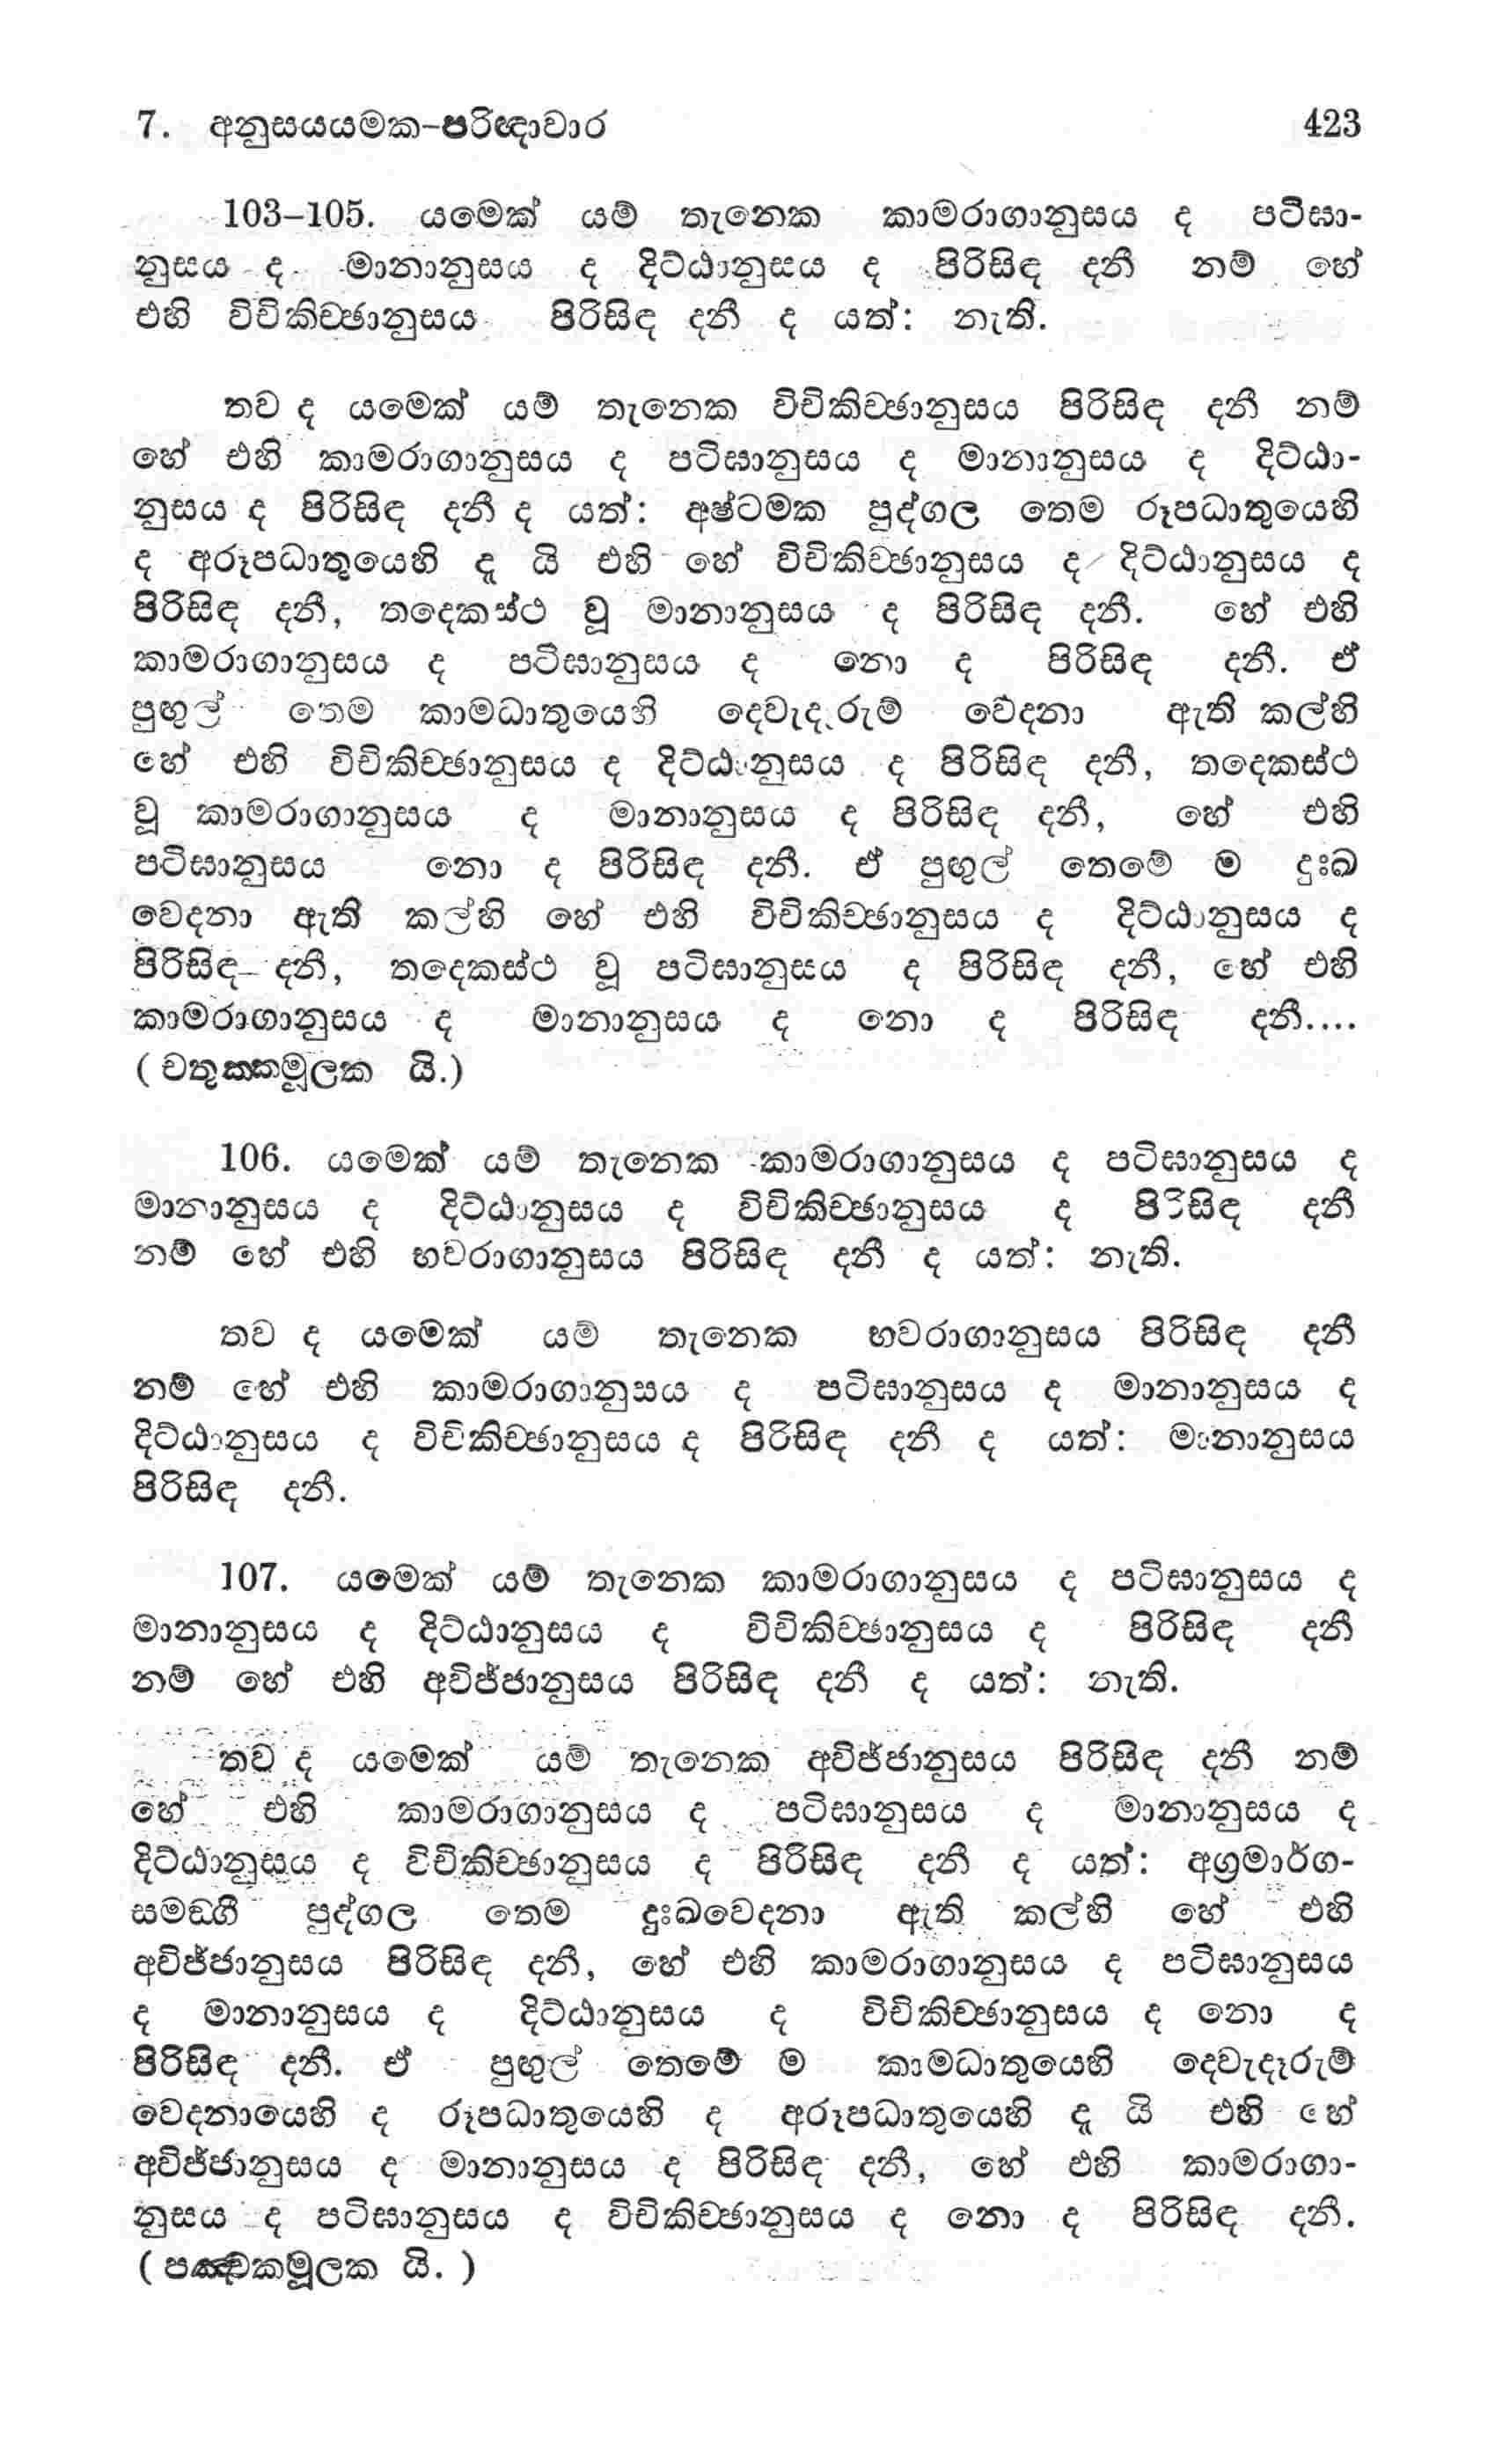 7. අනුසයයමක–පරිඥාවාර 423
103–105. යමෙක් යම් තැනෙක කාමරාගානුසය ද පටිඝා-
නුසය ද මානානුසය ද දිට්ඨානුසය ද පිරිසිඳ දනී නම් හේ
එහි විචිකිච්ඡානුසය පිරිසිඳ දනී ද යත්: නැති.
තව ද යමෙක් යම් තැනෙක විචිකිච්ඡානුසය පිරිසිඳ දනී නම්
හේ එහි කාමරාගානුසය ද පටිඝානුසය ද මානානුසය ද දිට්ඨා-
නුසය ද පිරිසිඳ දනී ද යත්: අෂ්ටමක පුද්ගල තෙම රූපධාතුයෙහි
ද අරූපධාතුයෙහි දූ යි එහි හේ විචිකිච්ඡානුසය ද දිට්ඨානුසය ද
පිරිසිඳ දනී, තදෙකස්ථ වූ මානානුසය ද පිරිසිඳ දනී. හේ එහි
කාමරාගානුසය ද පටිඝානුසය ද නො ද පිරිසිඳ දනී. ඒ
පුඟුල් තෙම කාමධාතුයෙහි දෙවැදෑරුම් වේදනා ඇති කල්හි
හේ එහි විචිකිච්ඡානුසය ද දිට්ඨානුසය ද පිරිසිඳ දනී, තදෙකස්ථ
වූ කාමරාගානුසය ද මානානුසය ද පිරිසිඳ දනී, හේ එහි
පටිඝානුසය නො ද පිරිසිඳ දනී. ඒ පුඟුල් තෙමේ ම දුඃඛ
වෙදනා ඇති කල්හි හේ එහි විචිකිච්ඡානුසය ද දිට්ඨානුසය ද
පිරිසිඳ දනී, තදෙකස්ථ වූ පටිඝානුසය ද පිරිසිඳ දනී, හේ එහි
කාමරාගානුසය ද මානානුසය ද නො ද පිරිසිඳ දනී....
(චතුක්කමූලක යි.)
106. යමෙක් යම් තැනෙක කාමරාගානුසය ද පටිඝානුසය ද
මානානුසය ද දිට්ඨානුසය ද විචිකිච්ඡානුසය ද පිරිසිඳ දනී
නම් හේ එහි භවරාගානුසය පිරිසිඳ දනී ද යත්: නැති.
තව ද යමෙක් යම් තැනෙක භවරාගානුසය පිරිසිඳ දනී
නම් හේ එහි කාමරාගානුසය ද පටිඝානුසය ද මානානුසය ද
දිට්ඨානුසය ද විචිකිච්ඡානුසය ද පිරිසිඳ දනී ද යත්: මානානුසය
පිරිසිඳ දනී.
107. යමෙක් යම් තැනෙක කාමරාගානුසය ද පටිඝානුසය ද
මානානුසය ද දිට්ඨානුසය ද විචිකිච්ඡානුසය ද පිරිසිඳ දනී
නම් හේ එහි අවිජ්ජානුසය පිරිසිඳ දනී ද යත්: නැති.
තව ද යමෙක් යම් තැනෙක අවිජ්ජානුසය පිරිසිඳ දනී නම්
හේ එහි කාමරාගානුසය ද පටිඝානුසය ද මානානුසය ද
දිට්ඨානුසය ද විචිකිච්ඡානුසය ද පිරිසිඳ දනී ද යත්: අග්‍රමාර්ග-
සමඞ්ගී පුද්ගල තෙම දුඃඛවෙදනා ඇති කල්හි හේ එහි
අවිජ්ජානුසය පිරිසිඳ දනී, හේ එහි කාමරාගානුසය ද පටිඝානුසය
ද මානානුසය ද දිට්ඨානුසය ද විචිකිච්ඡානුසය ද නො ද
පිරිසිඳ දනී. ඒ පුඟුල් තෙමේ ම කාමධාතුයෙහි දෙවැදෑරුම්
වෙදනායෙහි ද රූපධාතුයෙහි ද අරූපධාතුයෙහි දූ යි එහි හේ
අවිජ්ජානුසය ද මානානුසය ද පිරිසිඳ දනී, හේ එහි කාමරාගා-
නුසය ද පටිඝානුසය ද විචිකිච්ඡානුසය ද නො ද පිරිසිඳ දනී.
(පඤ්චකමූලක යි.)